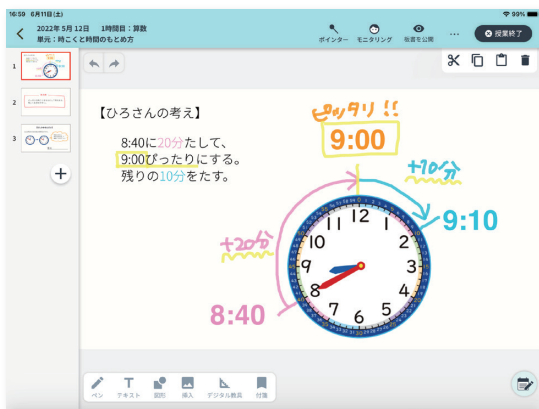 16:59 6月11日(土)
99%
2022年 5月 12日 1時間目：算数
単元：時こくと時間のもとめ方
ポインター モニタリング 板書を公開 … 授業終了
1
2
3
【ひろさんの考え】
8:40に20分たして、
9:00ぴったりにする。
残りの10分をたす。
ピッタリ!!
9:00
+10分
9:10
+20分
8:40
12
1
2
3
4
5
6
7
8
9
10
11
ペン テキスト 図形 挿入 デジタル教具 付箋